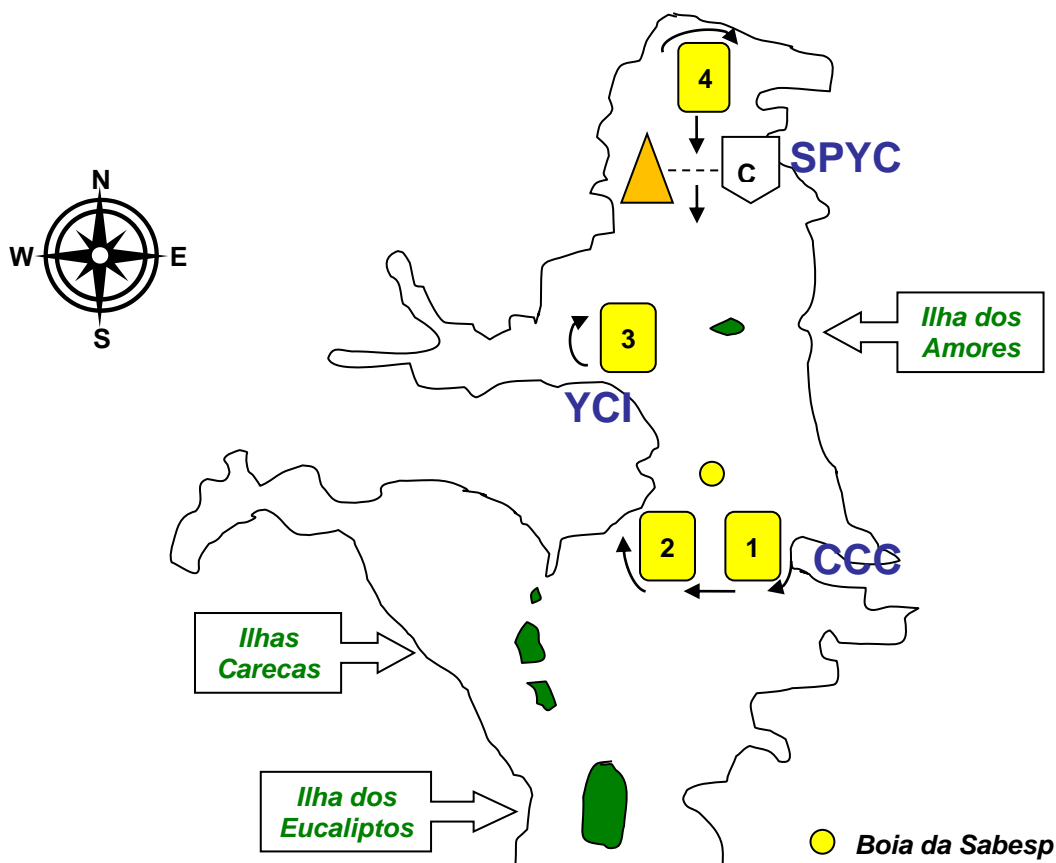 4
C
SPYC
N
W
E
S
3
Ilha dos
Amores
YCI
2
1
CCC
Ilhas
Carecas
Ilha dos
Eucaliptos
Boia da Sabesp